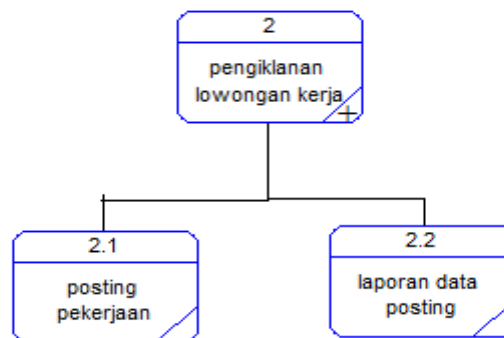 2
pengiklanan
lowongan kerja
2.1
posting
pekerjaan
2.2
laporan data
posting